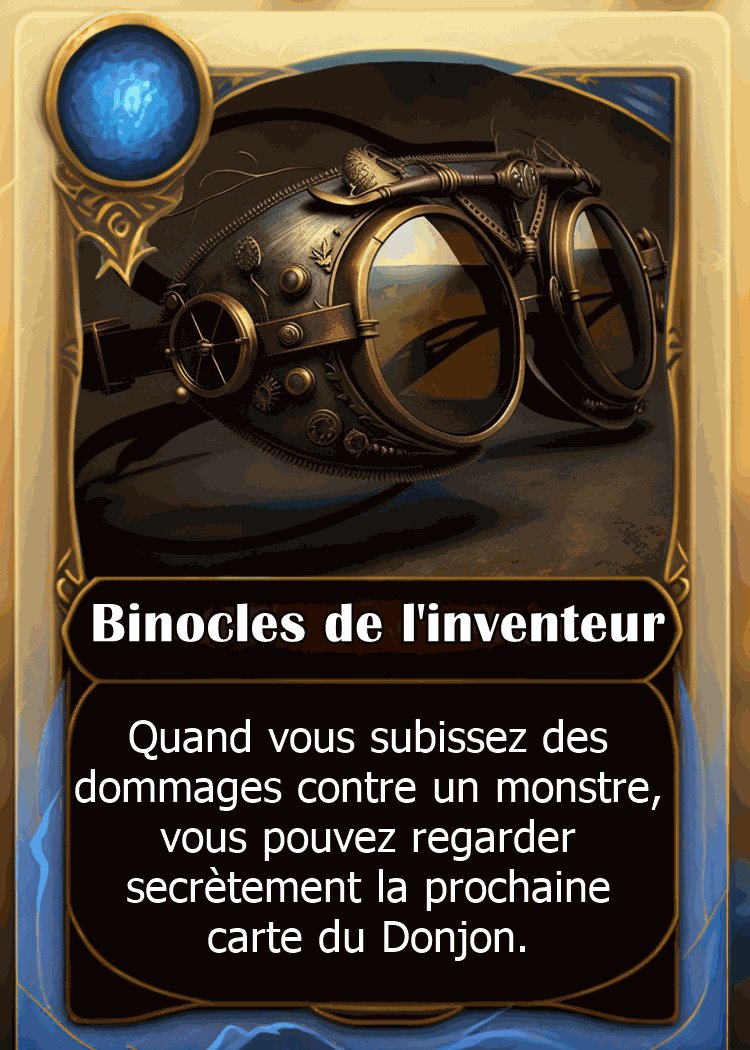 Binocles de l'inventeur
Quand vous subissez des
dommages contre un monstre,
vous pouvez regarder
secrètement la prochaine
carte du Donjon.